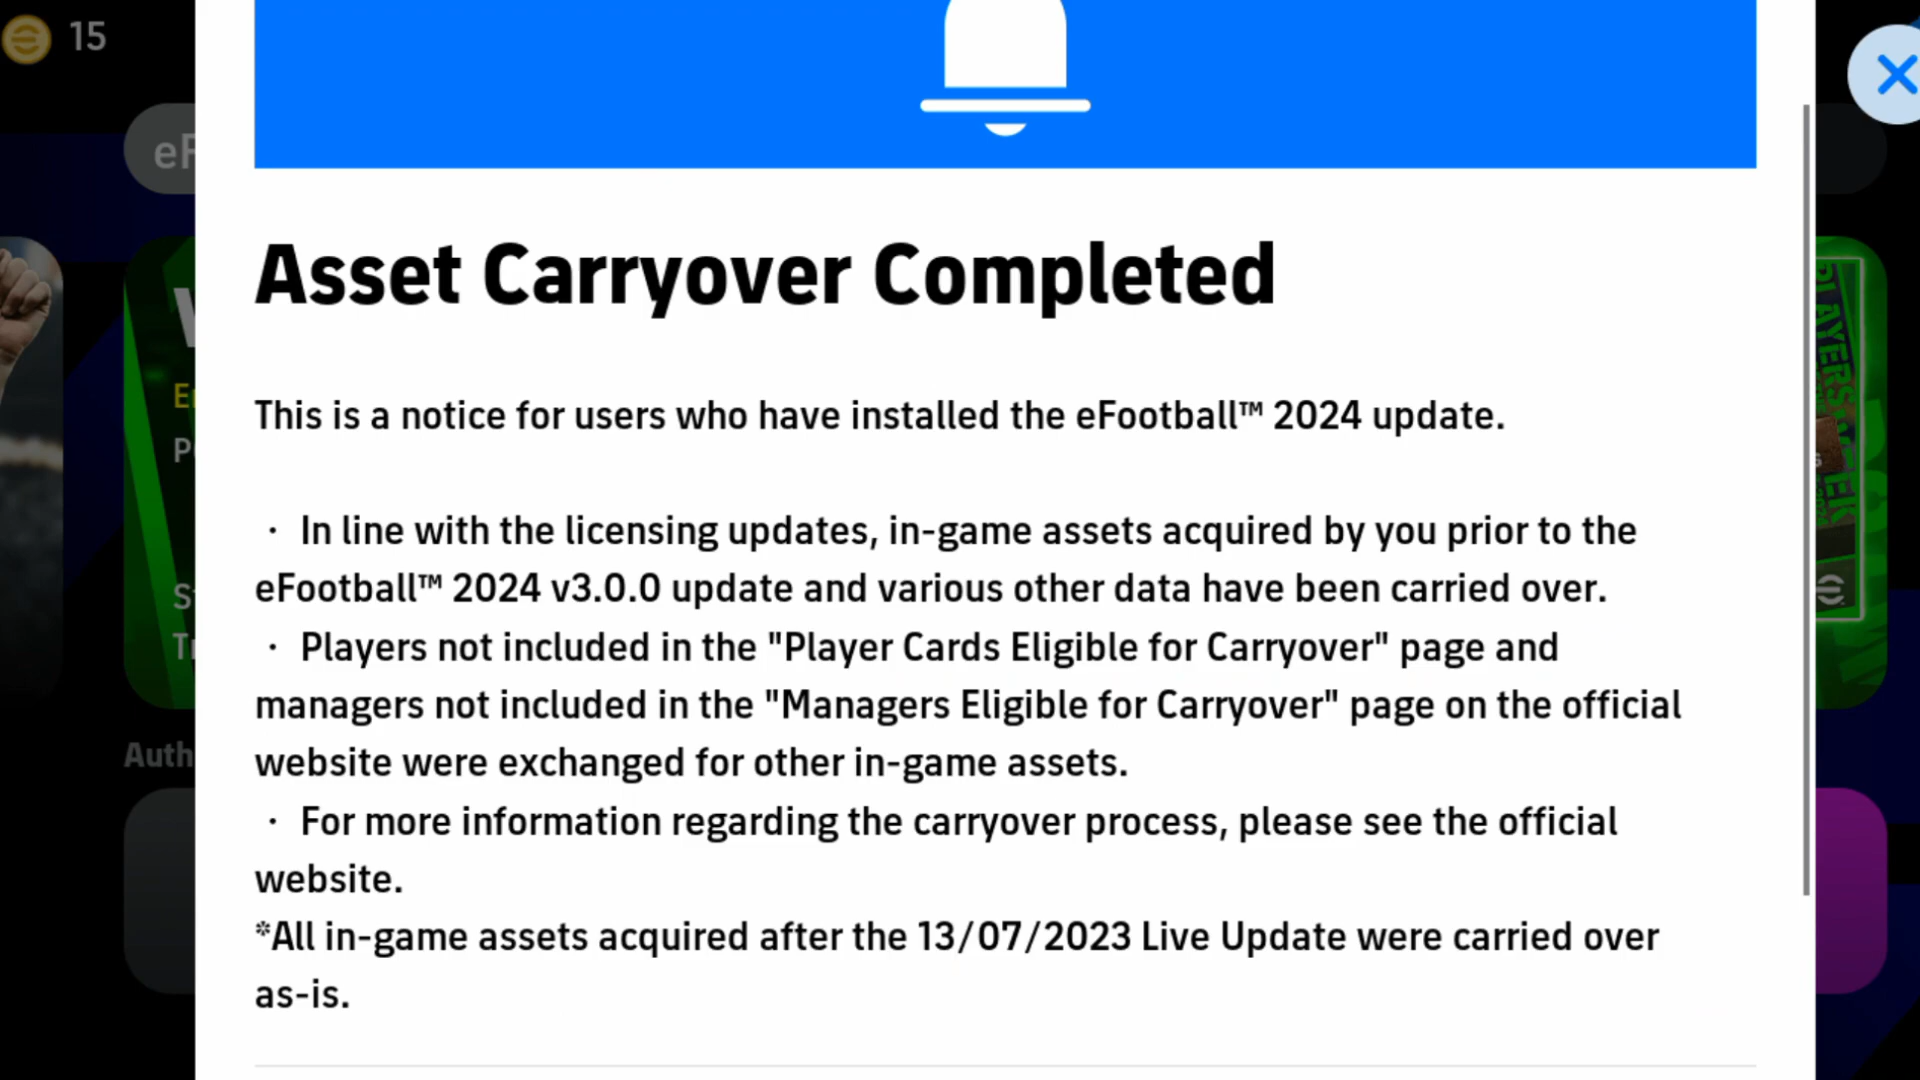 15
eF
Asset Carryover Completed
This is a notice for users who have installed the eFootball™ 2024 update.
· In line with the licensing updates, in-game assets acquired by you prior to the
eFootball™ 2024 v3.0.0 update and various other data have been carried over.
· Players not included in the "Player Cards Eligible for Carryover" page and
managers not included in the "Managers Eligible for Carryover" page on the official
website were exchanged for other in-game assets.
· For more information regarding the carryover process, please see the official
website.
*All in-game assets acquired after the 13/07/2023 Live Update were carried over
as-is.
Auth